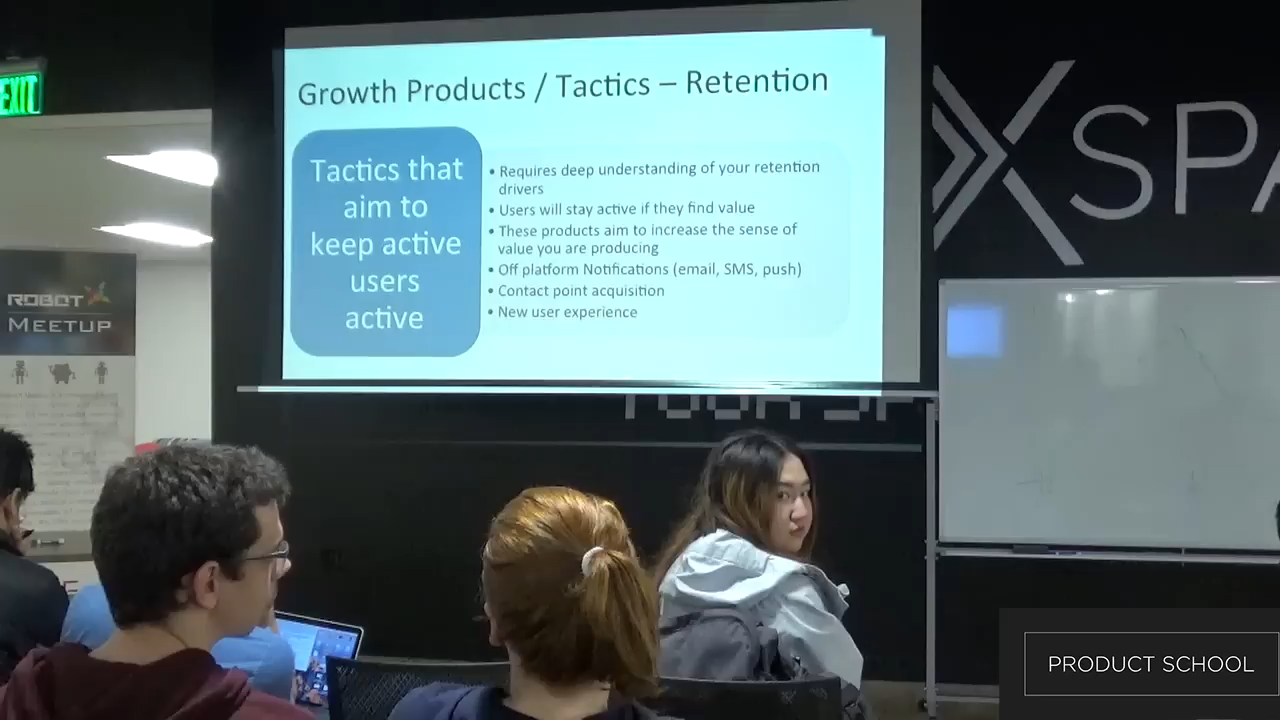 EXIT
Growth Products / Tactics – Retention
Tactics that
aim to
keep active
users
active
• Requires deep understanding of your retention
drivers
• Users will stay active if they find value
• These products aim to increase the sense of
value you are producing
• Off platform Notifications (email, SMS, push)
• Contact point acquisition
• New user experience
XSPA
ROBOT
MEETUP
PRODUCT SCHOOL